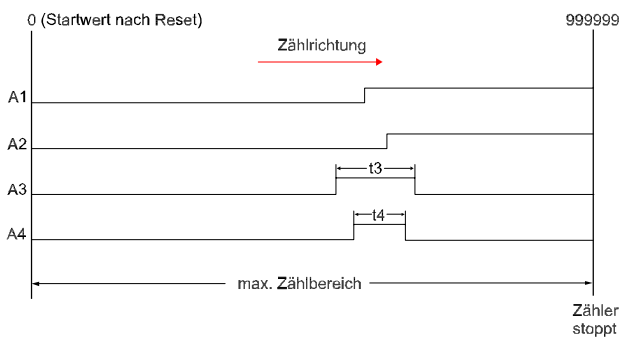 0 (Startwert nach Reset)
999999
Zählrichtung
A1
A2
t3
A3
t4
A4
max. Zählbereich
Zähler
stoppt